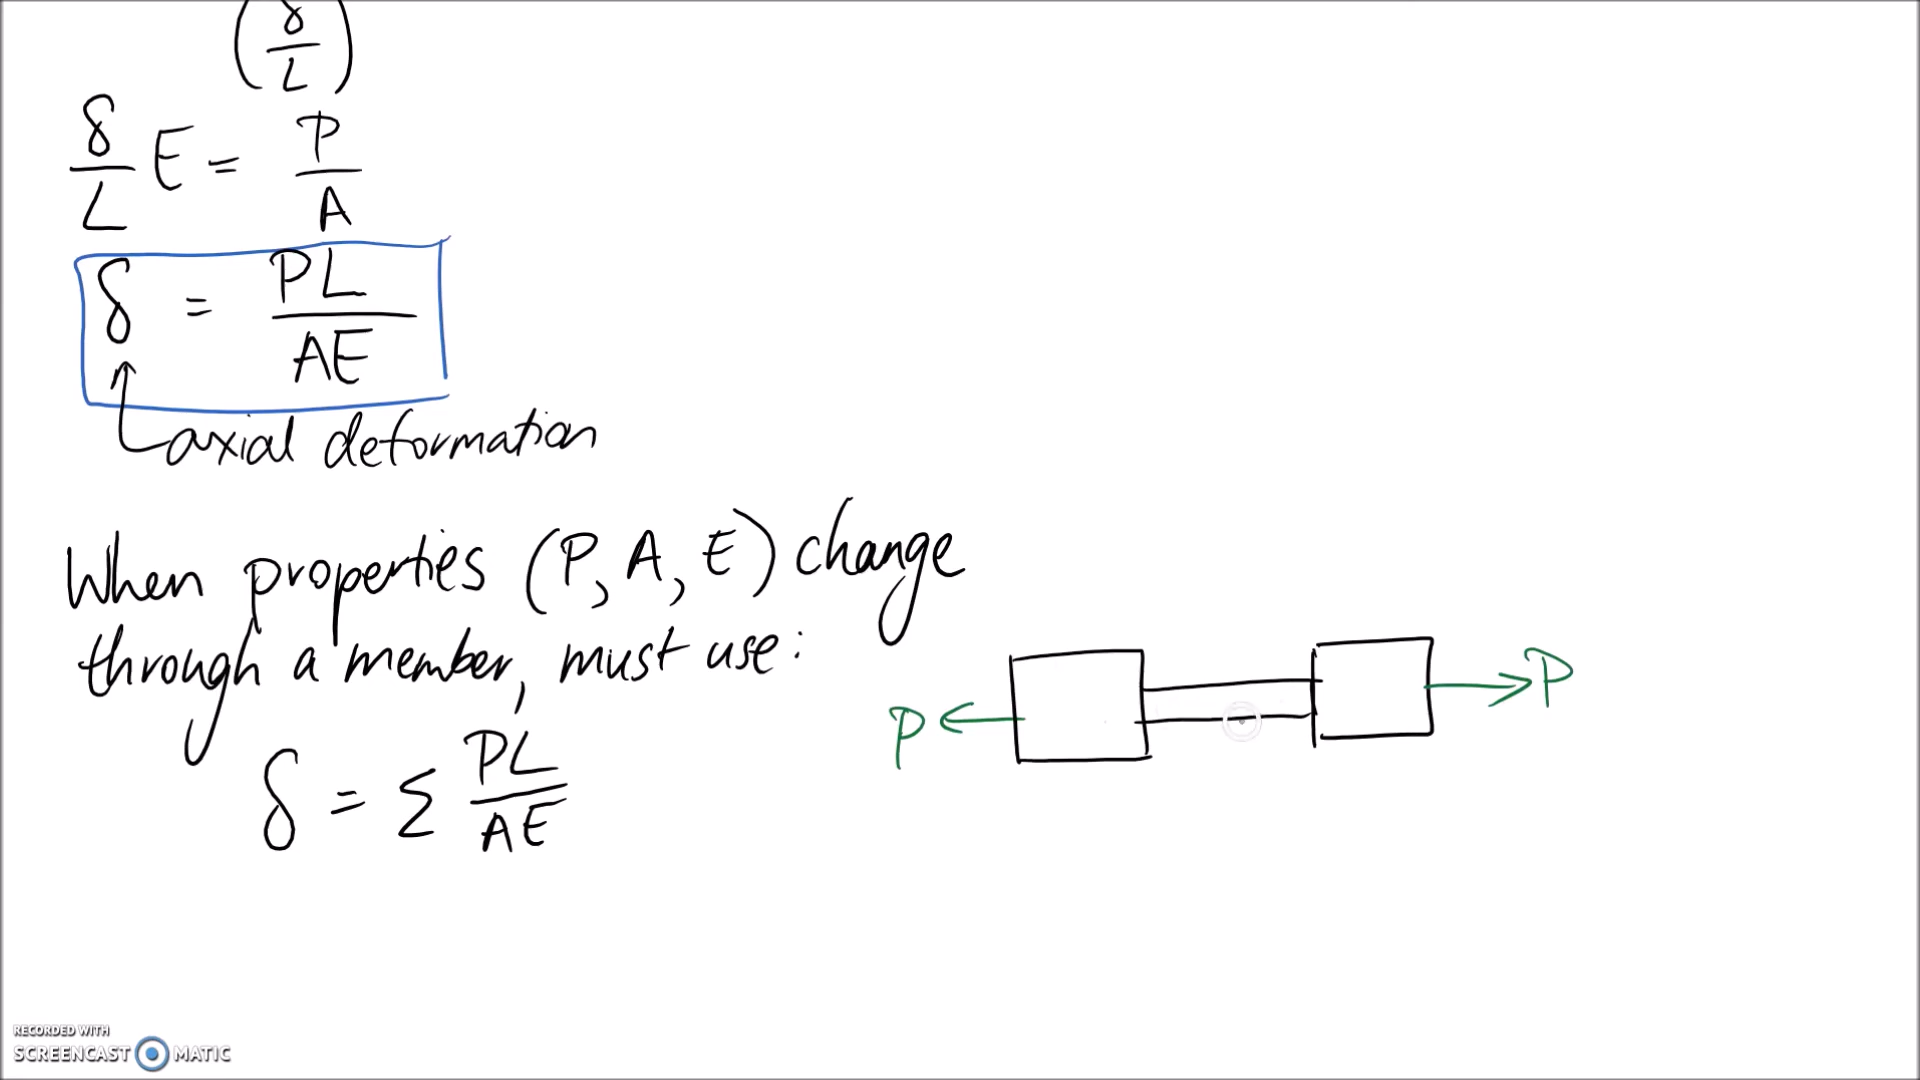 (δ/L)
δ/L E = P/A
δ = PL/AE
axial deformation
When properties (P, A, E) change
through a member, must use:
P P
δ = Σ PL/AE
RECORDED WITH
SCREENCAST MATIC